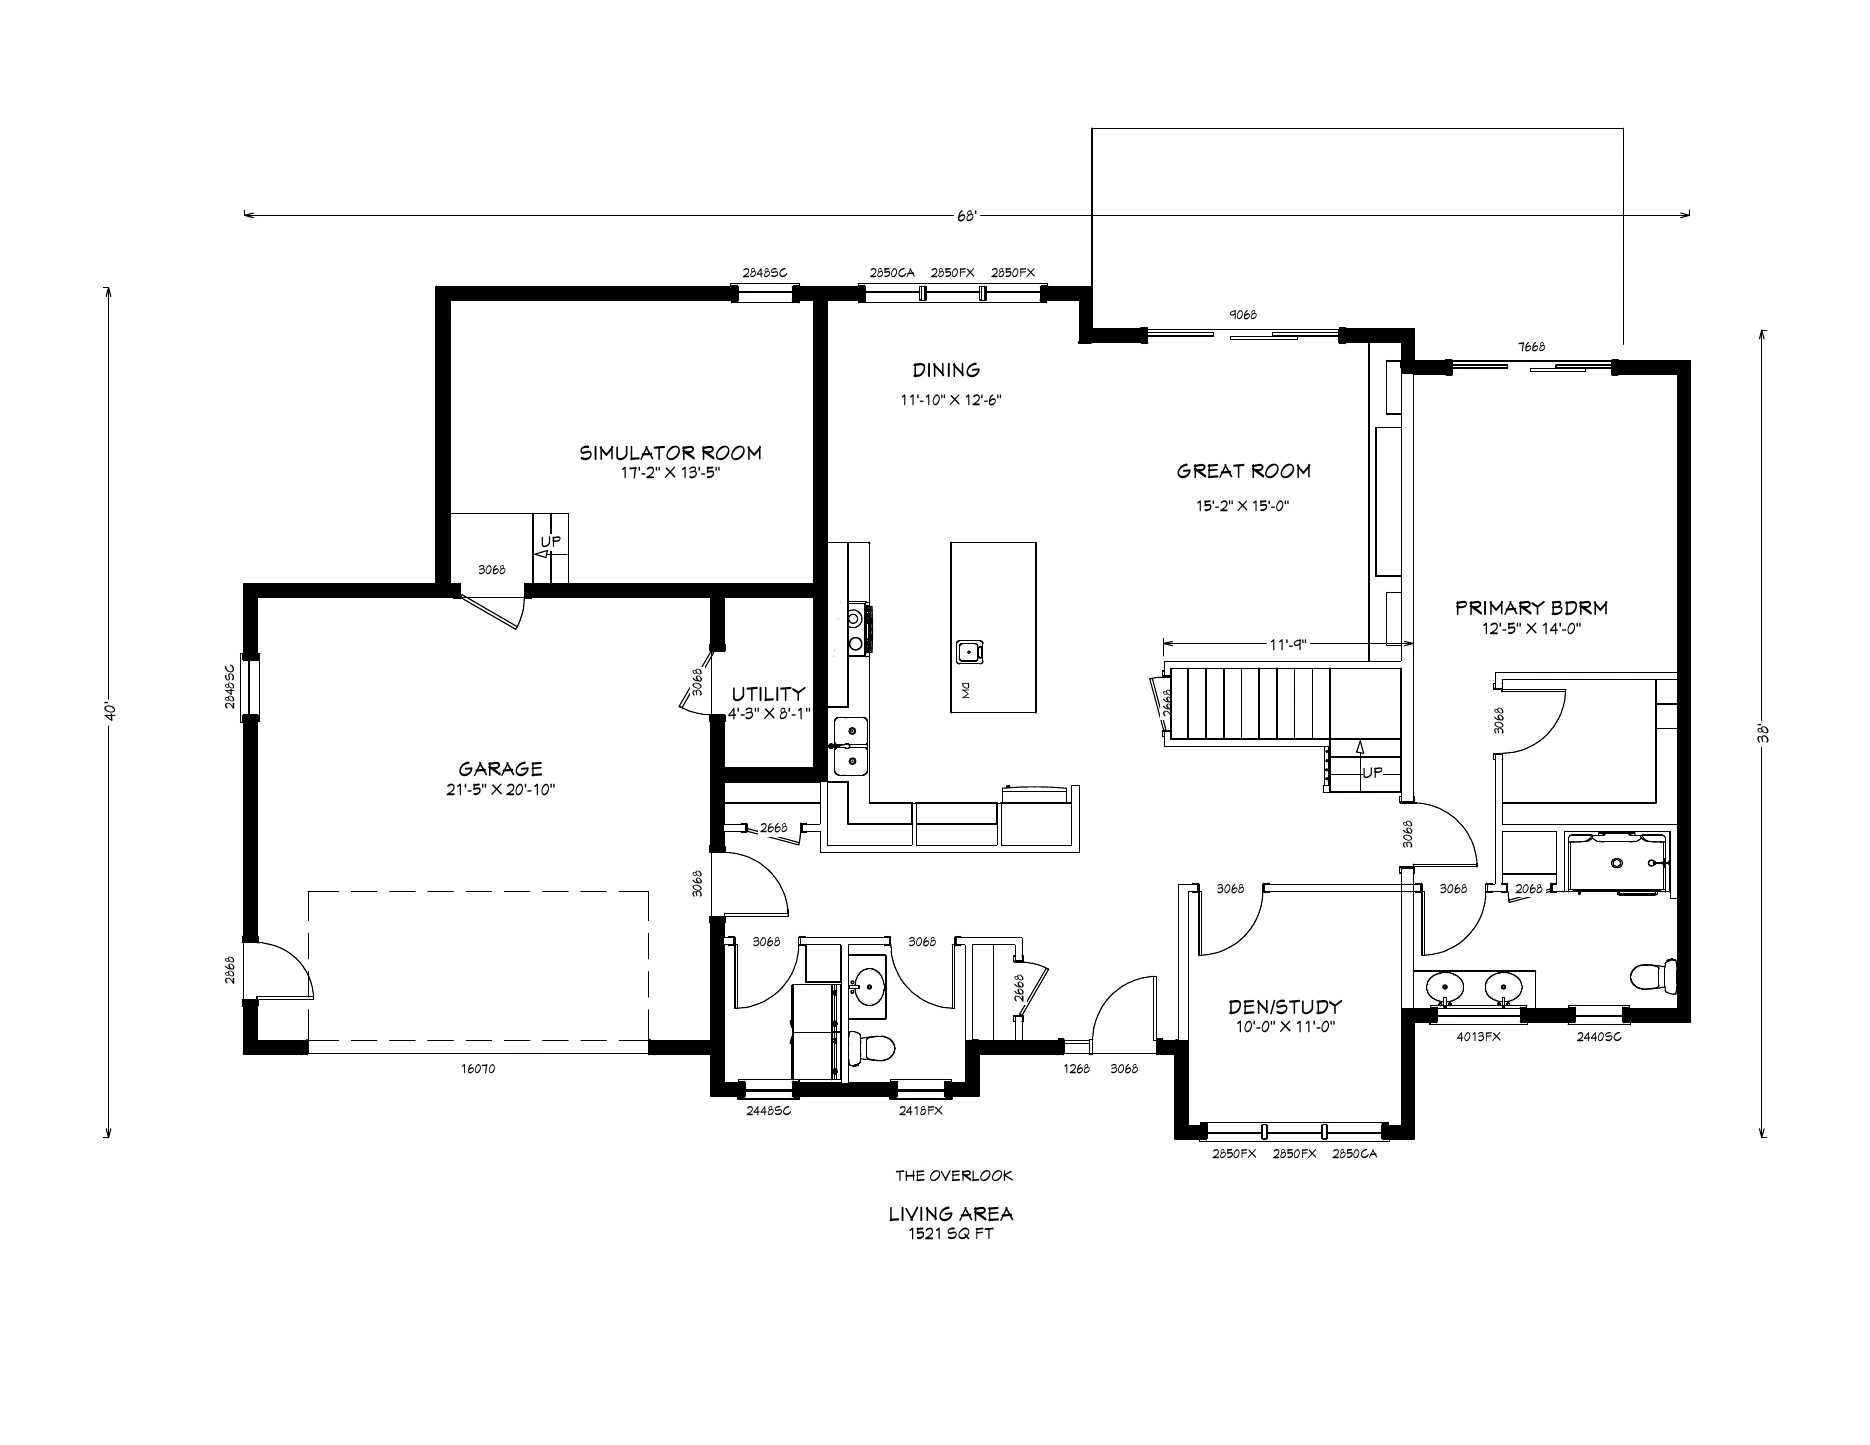 68'
2848SC
2850CA
2850FX
2850FX
9068
7668
DINING
11'-10" X 12'-6"
SIMULATOR ROOM
17'-2" X 13'-5"
GREAT ROOM
15'-2" X 15'-0"
UP
3068
PRIMARY BDRM
12'-5" X 14'-0"
11'-9"
2848SC
3068
UTILITY
4'-3" X 8'-1"
DW
2668
3068
40'
38'
GARAGE
21'-5" X 20'-10"
UP
2668
3068
3068
3068
3068
2068
3068
3068
2868
2668
DEN/STUDY
10'-0" X 11'-0"
4013FX
2440SC
16070
1268
3068
2448SC
2418FX
2850FX
2850FX
2850CA
THE OVERLOOK
LIVING AREA
1521 SQ FT
3068